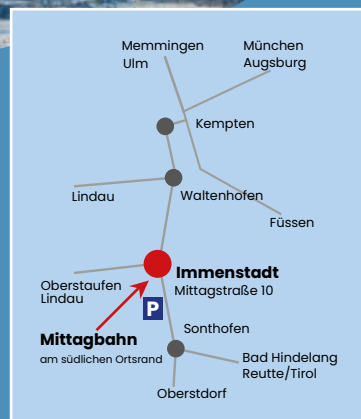 Memmingen
Ulm
München
Augsburg
Kempten
Waltenhofen
Lindau
Füssen
Immenstadt
Mittagstraße 10
Oberstaufen
Lindau
P
Mittagbahn
am südlichen Ortsrand
Sonthofen
Bad Hindelang
Reutte/Tirol
Oberstdorf